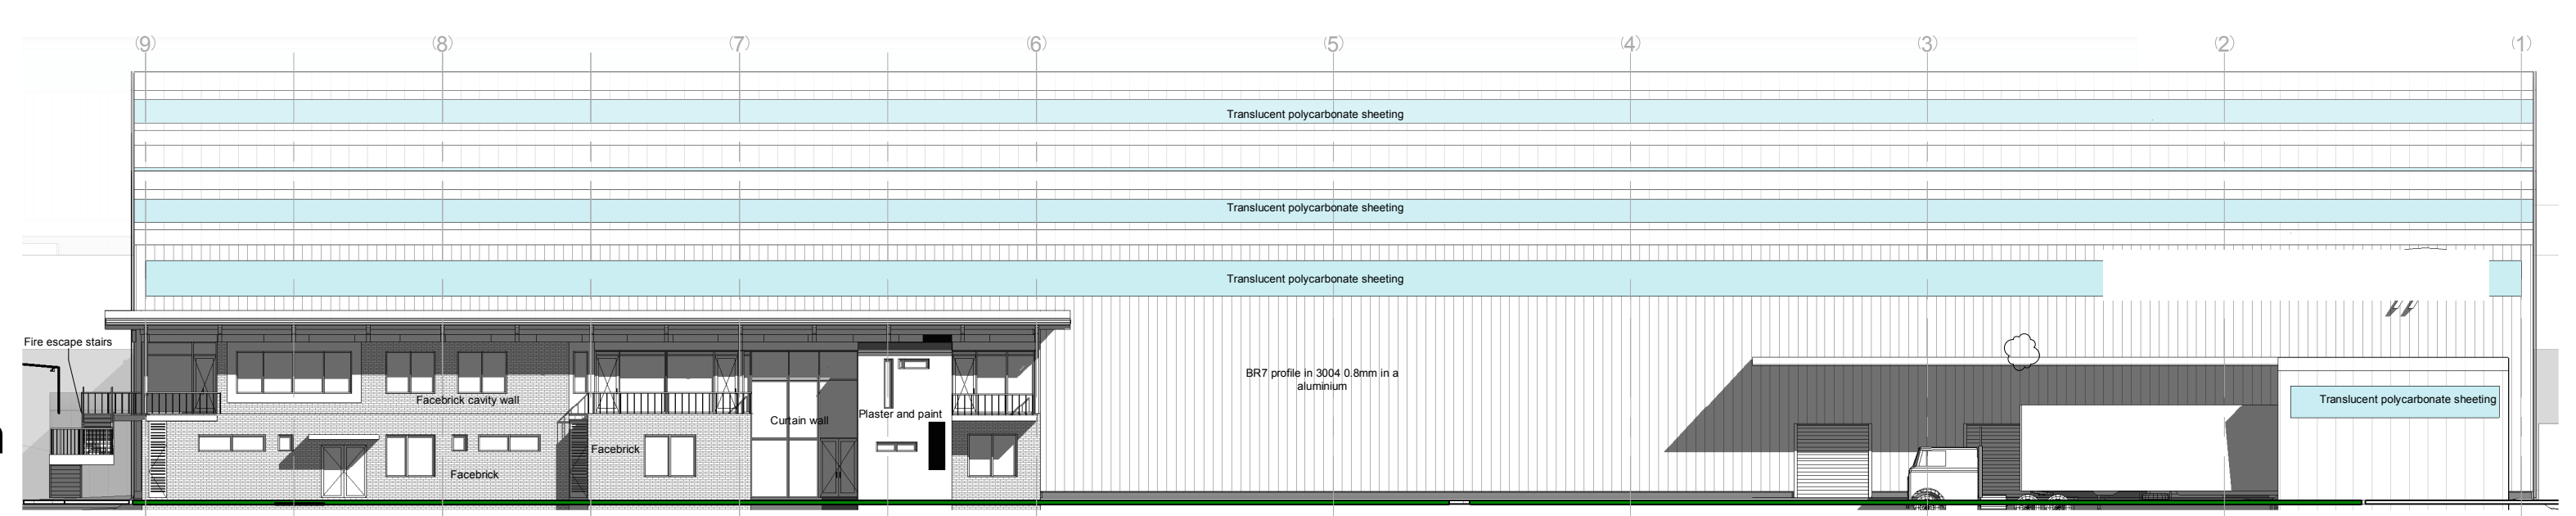 (9) (8) (7) (6) (5) (4) (3) (2) (1)
Translucent polycarbonate sheeting
Translucent polycarbonate sheeting
Translucent polycarbonate sheeting
Fire escape stairs
BR7 profile in 3004 0.8mm in a
aluminium
Facebrick cavity wall
Translucent polycarbonate sheeting
Plaster and paint
Curtain wall
Facebrick
Facebrick